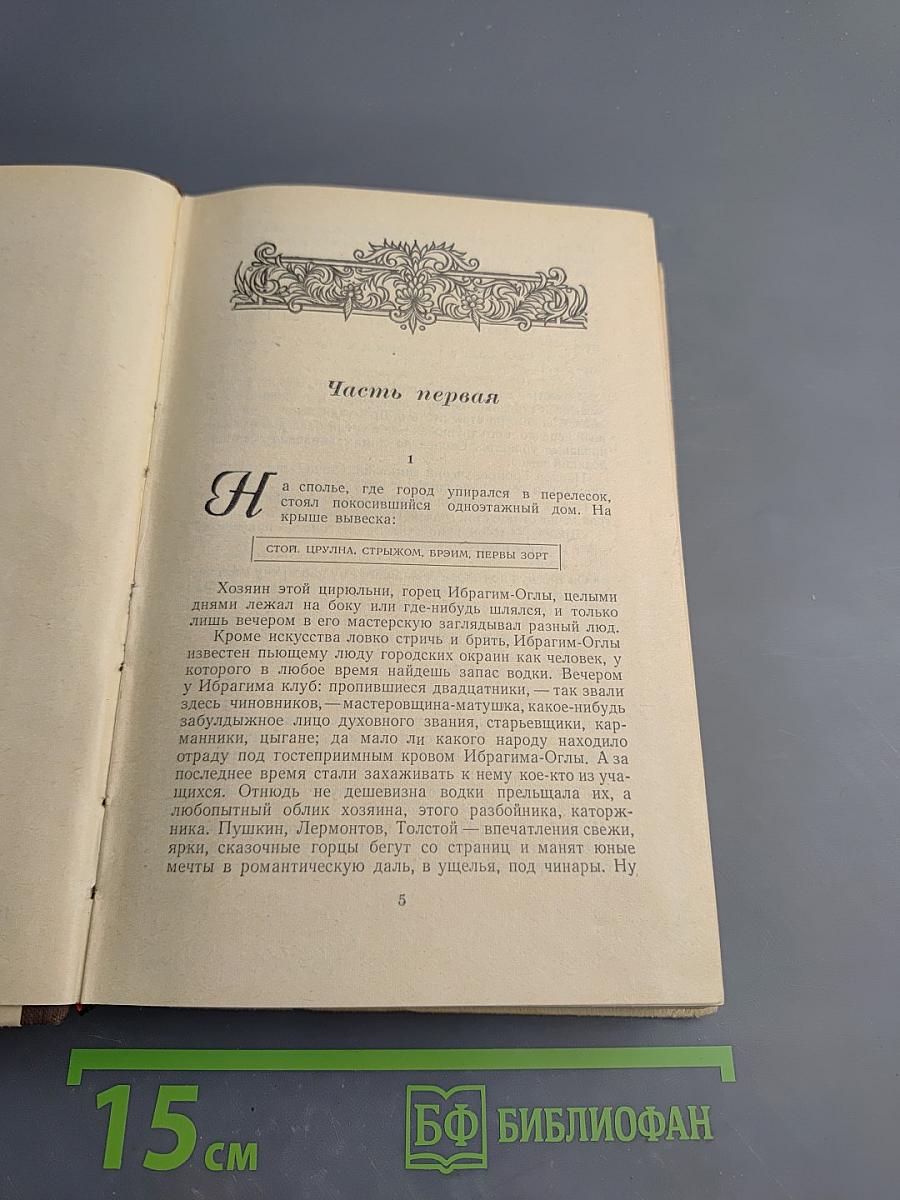 Часть первая
1
На сполье, где город упирался в перелесок,
стоял покосившийся одноэтажный дом. На
крыше вывеска:
СТОЙ. ЦРУЛНА. СТРЫЖОМ, БРЭИМ, ПЕРВЫ ЗОРТ
Хозяин этой цирюльни, горец Ибрагим-Оглы, целыми
днями лежал на боку или где-нибудь шлялся, и только
лишь вечером в его мастерскую заглядывал разный люд.
Кроме искусства ловко стричь и брить, Ибрагим-Оглы
известен пьющему люду городских окраин как человек, у
которого в любое время найдешь запас водки. Вечером
у Ибрагима клуб: пропившиеся двадцатники, — так звали
здесь чиновников, — мастеровщина-матушка, какое-нибудь
забулдыжное лицо духовного звания, старьевщики, кар-
манники, цыгане; да мало ли какого народу находило
отраду под гостеприимным кровом Ибрагима-Оглы. А за
последнее время стали захаживать к нему кое-кто из уча-
щихся. Отнюдь не дешевизна водки прельщала их, а
любопытный облик хозяина, этого разбойника, каторж-
ника. Пушкин, Лермонтов, Толстой — впечатления свежи,
ярки, сказочные горцы бегут со страниц и манят юные
мечты в романтическую даль, в ущелья, под чинары. Ну
5
15 см
БФ БИБЛИОФАН